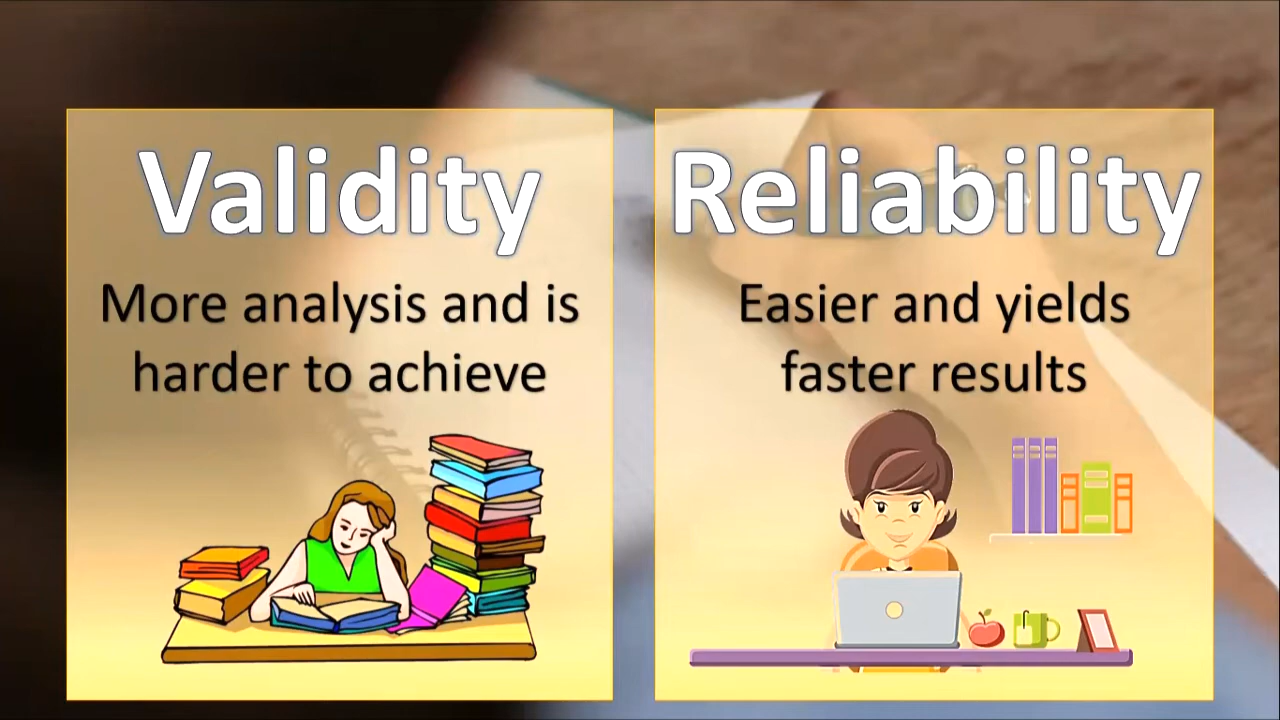 Validity
More analysis and is
harder to achieve
Reliability
Easier and yields
faster results